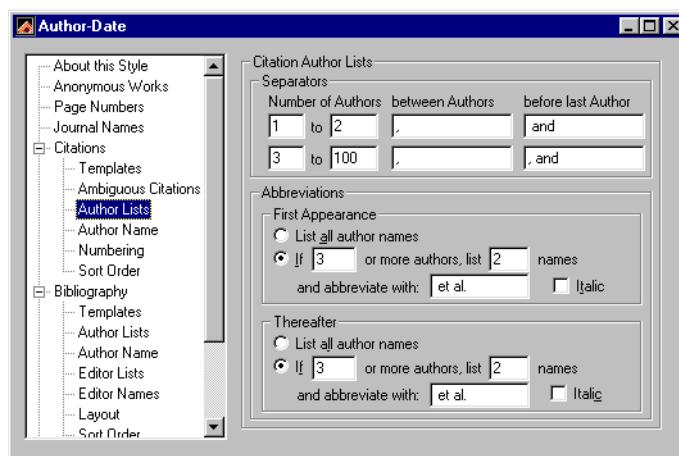 Author-Date
About this Style
Anonymous Works
Page Numbers
Journal Names
Citations
Templates
Ambiguous Citations
Author Lists
Author Name
Numbering
Sort Order
Bibliography
Templates
Author Lists
Author Name
Editor Lists
Editor Names
Layout
Sort Order
Citation Author Lists
Separators
Number of Authors between Authors before last Author
1 to 2 , and
3 to 100 , , and
Abbreviations
First Appearance
List all author names
If 3 or more authors, list 2 names
and abbreviate with: et al. Italic
Thereafter
List all author names
If 3 or more authors, list 2 names
and abbreviate with: et al. Italic